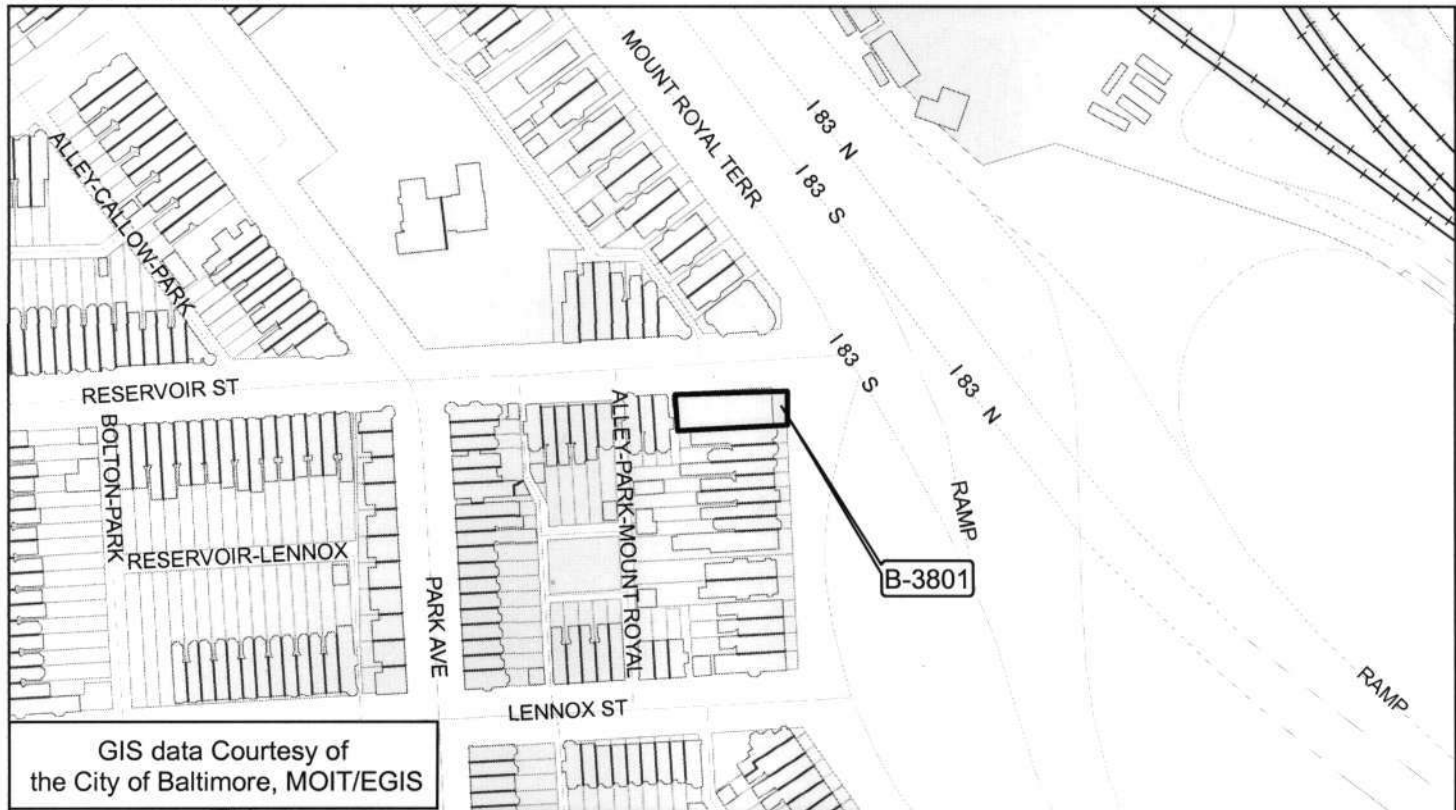 MOUNT ROYAL TERR
I 83 N
I 83 S
ALLEY-CALLOW-PARK
I 83 S
I 83 N
RESERVOIR ST
BOLTON-PARK
ALLEY-PARK-MOUNT ROYAL
RAMP
RESERVOIR-LENNOX
B-3801
PARK AVE
RAMP
LENNOX ST
GIS data Courtesy of
the City of Baltimore, MOIT/EGIS